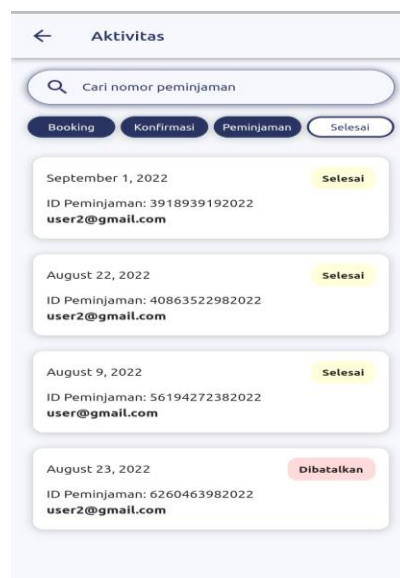 Aktivitas
Cari nomor peminjaman
Booking Konfirmasi Peminjaman Selesai
September 1, 2022 Selesai
ID Peminjaman: 3918939192022
user2@gmail.com
August 22, 2022 Selesai
ID Peminjaman: 40863522982022
user2@gmail.com
August 9, 2022 Selesai
ID Peminjaman: 56194272382022
user@gmail.com
August 23, 2022 Dibatalkan
ID Peminjaman: 6260463982022
user2@gmail.com